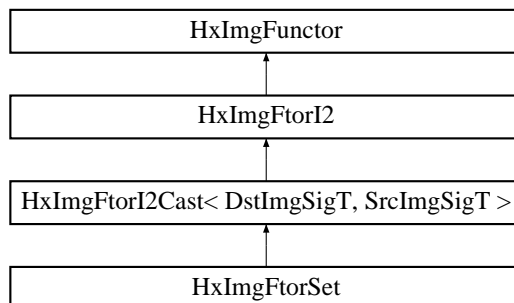 HxImgFunctor
HxImgFtorI2
HxImgFtorI2Cast< DstImgSigT, SrcImgSigT >
HxImgFtorSet